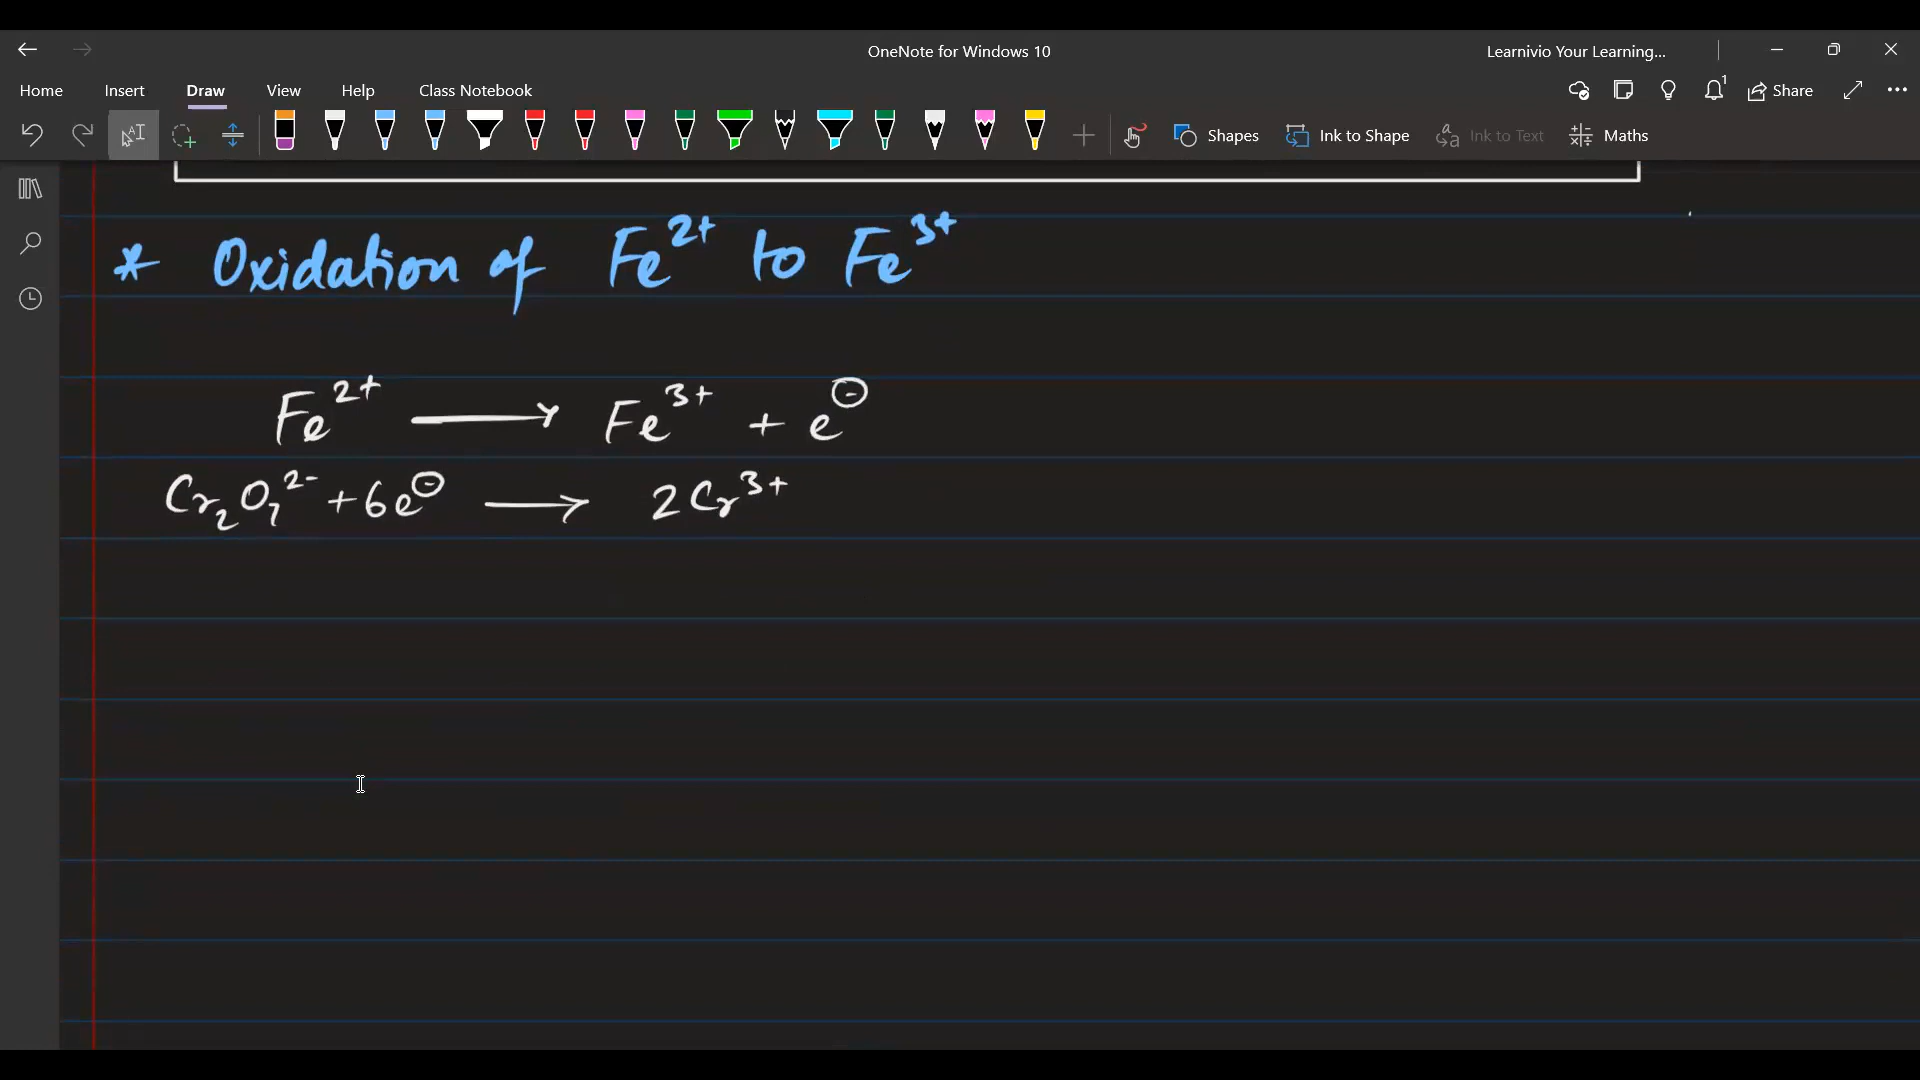 OneNote for Windows 10
Learnivio Your Learning...
Home Insert Draw View Help Class Notebook
1 Share
Shapes Ink to Shape Ink to Text Maths
* Oxidation of Fe²⁺ to Fe³⁺
Fe²⁺ ⟶ Fe³⁺ + e⊖
Cr₂O₇²⁻ + 6e⊖ ⟶ 2Cr³⁺